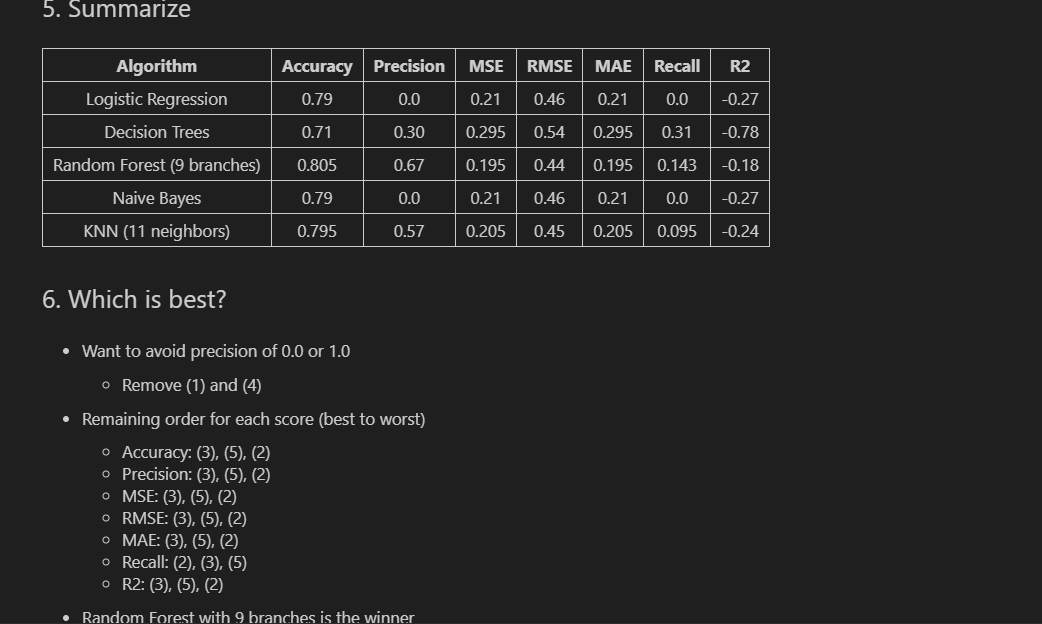 5. Summarize
Algorithm Accuracy Precision MSE RMSE MAE Recall R2
Logistic Regression 0.79 0.0 0.21 0.46 0.21 0.0 -0.27
Decision Trees 0.71 0.30 0.295 0.54 0.295 0.31 -0.78
Random Forest (9 branches) 0.805 0.67 0.195 0.44 0.195 0.143 -0.18
Naive Bayes 0.79 0.0 0.21 0.46 0.21 0.0 -0.27
KNN (11 neighbors) 0.795 0.57 0.205 0.45 0.205 0.095 -0.24
6. Which is best?
• Want to avoid precision of 0.0 or 1.0
○ Remove (1) and (4)
• Remaining order for each score (best to worst)
○ Accuracy: (3), (5), (2)
○ Precision: (3), (5), (2)
○ MSE: (3), (5), (2)
○ RMSE: (3), (5), (2)
○ MAE: (3), (5), (2)
○ Recall: (2), (3), (5)
○ R2: (3), (5), (2)
• Random Forest with 9 branches is the winner